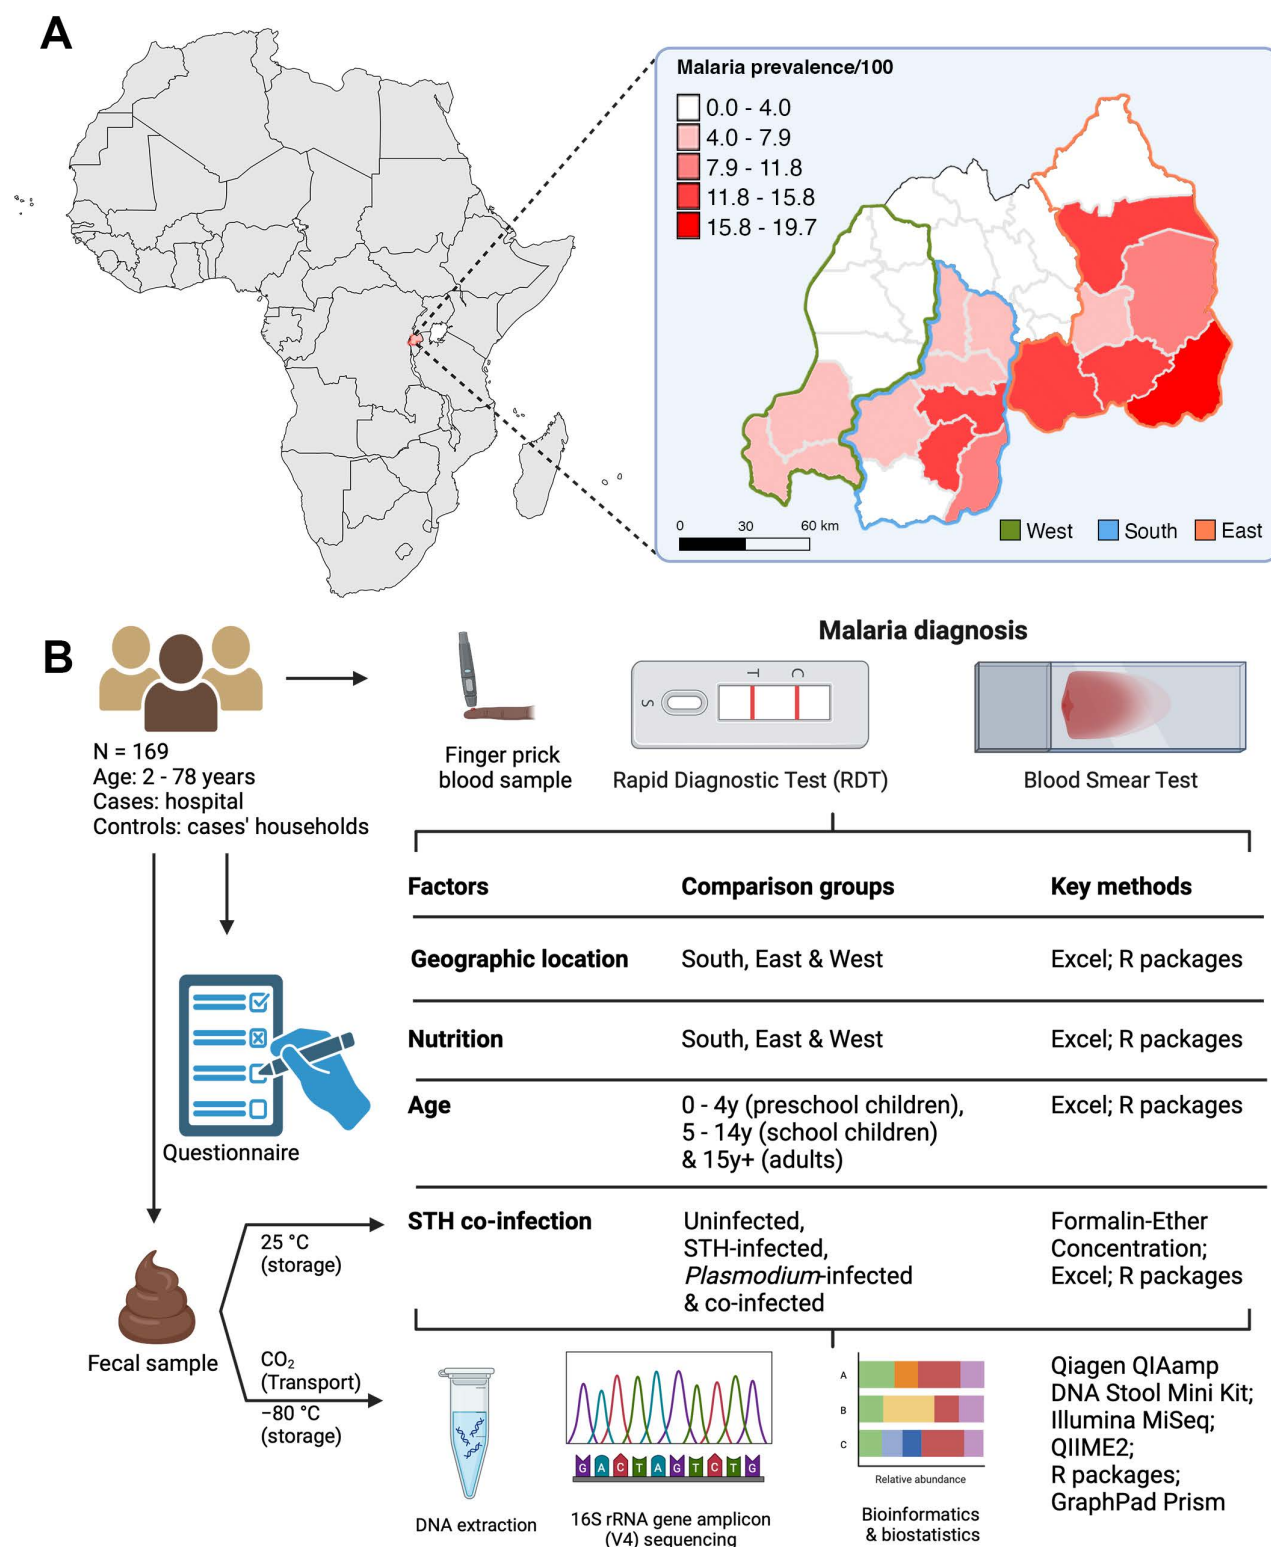 A
Malaria prevalence/100
0.0 - 4.0
4.0 - 7.9
7.9 - 11.8
11.8 - 15.8
15.8 - 19.7
0 30 60 km
West South East
B
N = 169
Age: 2 - 78 years
Cases: hospital
Controls: cases' households
Finger prick
blood sample
Malaria diagnosis
S T C
Rapid Diagnostic Test (RDT)
Blood Smear Test
Questionnaire
Factors Comparison groups Key methods
Geographic location South, East & West Excel; R packages
Nutrition South, East & West Excel; R packages
Age 0 - 4y (preschool children), Excel; R packages
5 - 14y (school children)
& 15y+ (adults)
STH co-infection Uninfected, Formalin-Ether
STH-infected, Concentration;
Plasmodium-infected Excel; R packages
& co-infected
Fecal sample
25 °C
(storage)
CO₂
(Transport)
−80 °C
(storage)
DNA extraction
G A C T A G T C T G
16S rRNA gene amplicon
(V4) sequencing
A
B
C
Relative abundance
Bioinformatics
& biostatistics
Qiagen QIAamp
DNA Stool Mini Kit;
Illumina MiSeq;
QIIME2;
R packages;
GraphPad Prism